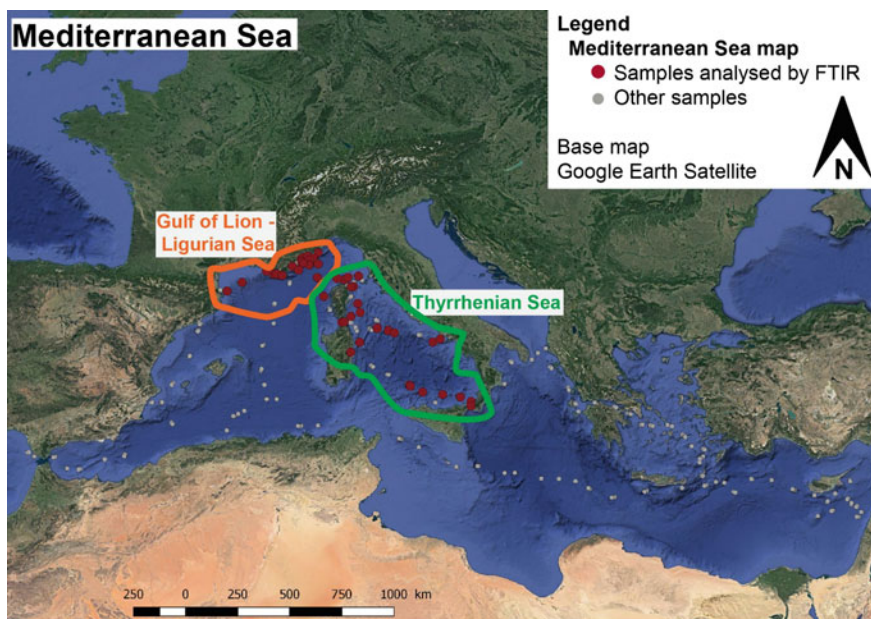 Mediterranean Sea
Legend
Mediterranean Sea map
Samples analysed by FTIR
Other samples
Base map
Google Earth Satellite
N
Gulf of Lion -
Ligurian Sea
Thyrrhenian Sea
250 0 250 500 750 1000 km